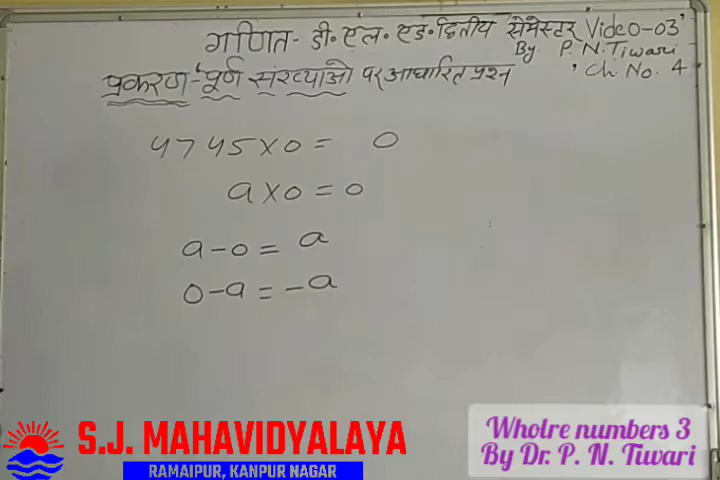 गणित- डी॰एल॰एड॰द्वितीय सेमेस्टर Video-03'
By. P. N. Tiwari
प्रकरण-'पूर्ण संख्याओ पर आधारित प्रश्न' Ch. No. 4
4745×0= 0
a×0=0
a-0= a
0-a=-a
S.J. MAHAVIDYALAYA
RAMAIPUR, KANPUR NAGAR
Wholre numbers 3
By Dr. P. N. Tiwari